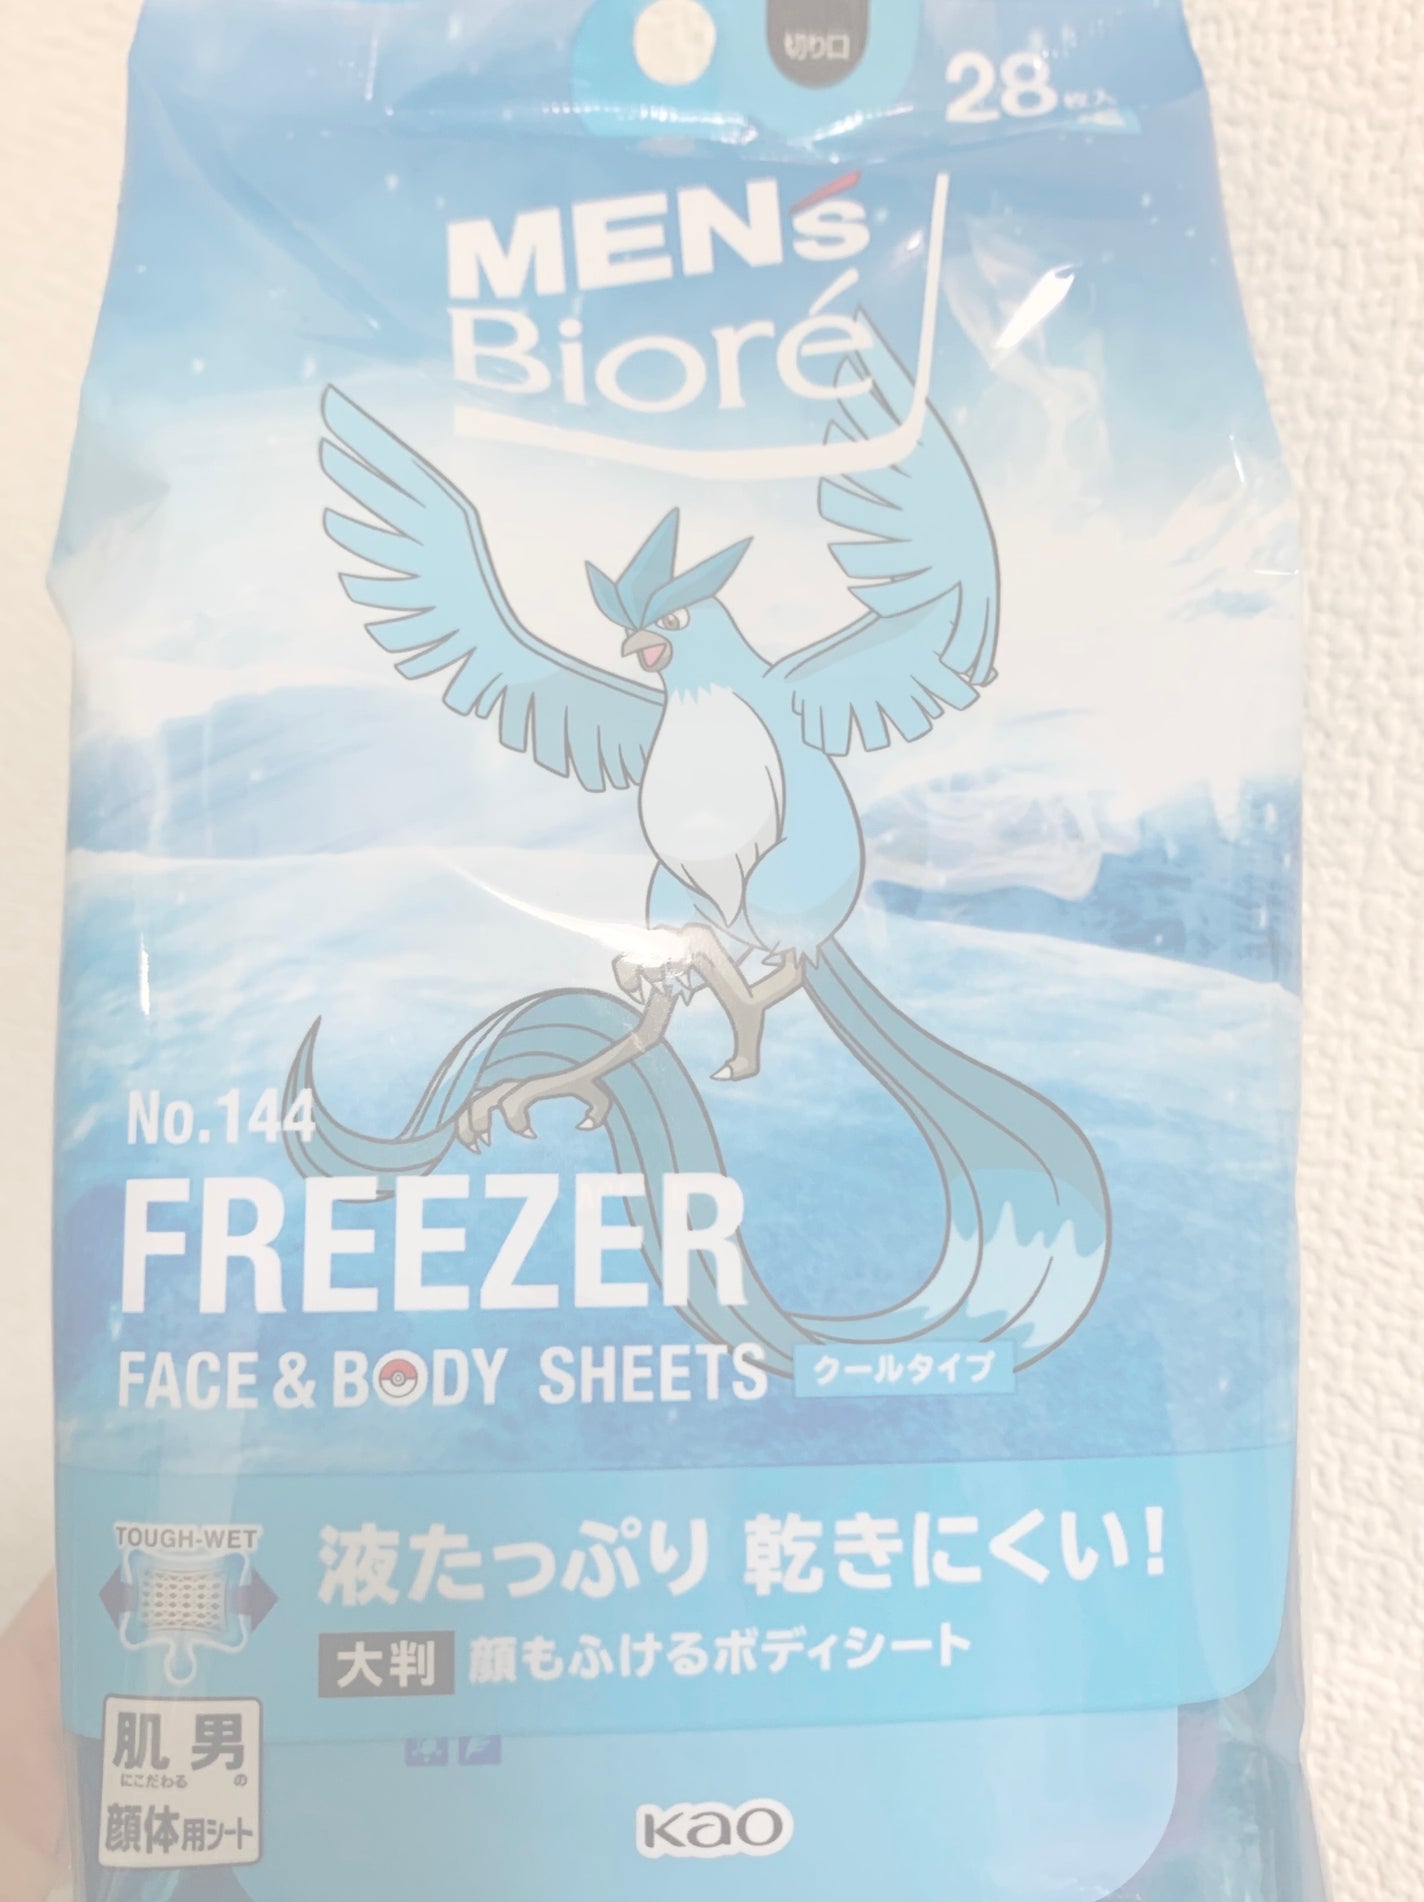 切り口
28枚入
MEN's
Bioré
No.144
FREEZER
FACE & BODY SHEETS
クールタイプ
TOUGH-WET
液たっぷり 乾きにくい!
大判 顔もふけるボディシート
肌 男
にこだわる の
顔体用シート
Kao